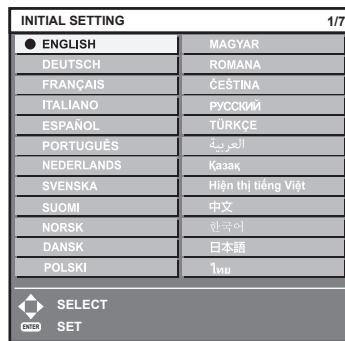 INITIAL SETTING 1/7
ENGLISH
DEUTSCH
FRANÇAIS
ITALIANO
ESPAÑOL
PORTUGUÊS
NEDERLANDS
SVENSKA
SUOMI
NORSK
DANSK
POLSKI
MAGYAR
ROMANA
ČEŠTINA
РУССКИЙ
TÜRKÇE
العربية
Қазақ
Hiện thị tiếng Việt
中文
한국어
日本語
ไทย
SELECT
ENTER SET